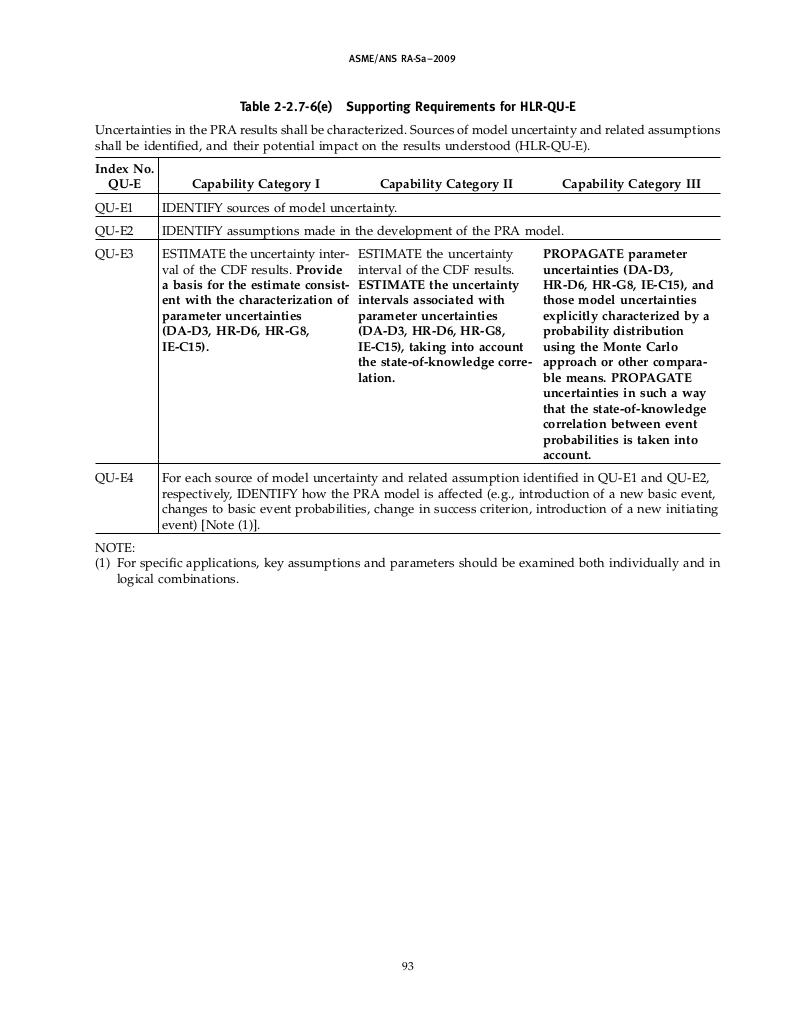 ASME/ANS RA-Sa–2009
Table 2-2.7-6(e) Supporting Requirements for HLR-QU-E
Uncertainties in the PRA results shall be characterized. Sources of model uncertainty and related assumptions
shall be identified, and their potential impact on the results understood (HLR-QU-E).
Index No.
QU-E
Capability Category I
Capability Category II
Capability Category III
QU-E1
IDENTIFY sources of model uncertainty.
QU-E2
IDENTIFY assumptions made in the development of the PRA model.
QU-E3
ESTIMATE the uncertainty inter-
val of the CDF results. Provide
a basis for the estimate consist-
ent with the characterization of
parameter uncertainties
(DA-D3, HR-D6, HR-G8,
IE-C15).
ESTIMATE the uncertainty
interval of the CDF results.
ESTIMATE the uncertainty
intervals associated with
parameter uncertainties
(DA-D3, HR-D6, HR-G8,
IE-C15), taking into account
the state-of-knowledge corre-
lation.
PROPAGATE parameter
uncertainties (DA-D3,
HR-D6, HR-G8, IE-C15), and
those model uncertainties
explicitly characterized by a
probability distribution
using the Monte Carlo
approach or other compara-
ble means. PROPAGATE
uncertainties in such a way
that the state-of-knowledge
correlation between event
probabilities is taken into
account.
QU-E4
For each source of model uncertainty and related assumption identified in QU-E1 and QU-E2,
respectively, IDENTIFY how the PRA model is affected (e.g., introduction of a new basic event,
changes to basic event probabilities, change in success criterion, introduction of a new initiating
event) [Note (1)].
NOTE:
(1) For specific applications, key assumptions and parameters should be examined both individually and in
logical combinations.
93